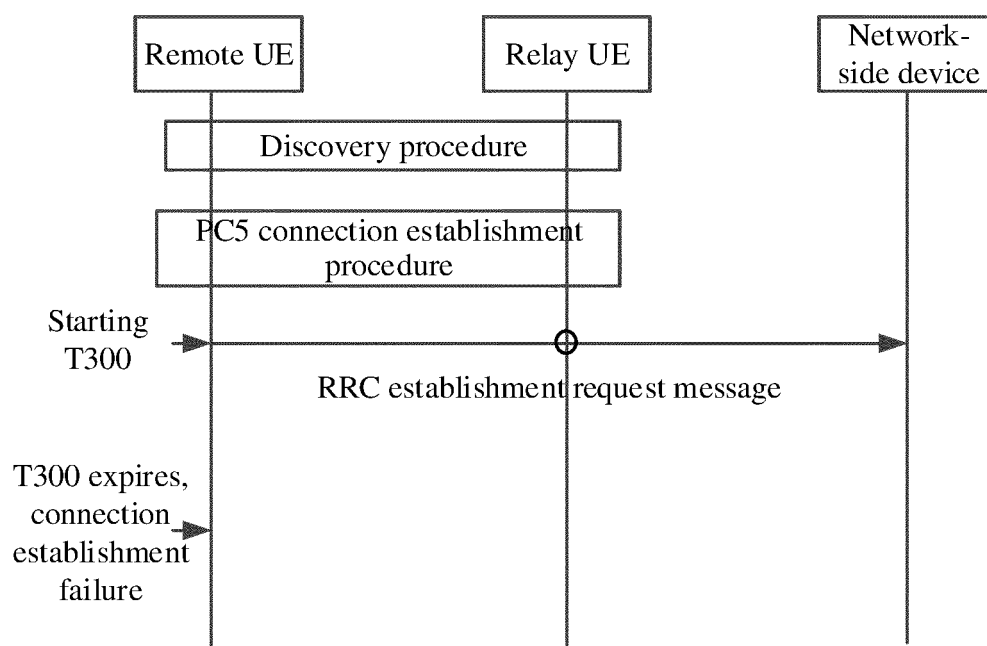 Remote UE
Relay UE
Network-
side device
Discovery procedure
PC5 connection establishment
procedure
Starting
T300
RRC establishment request message
T300 expires,
connection
establishment
failure